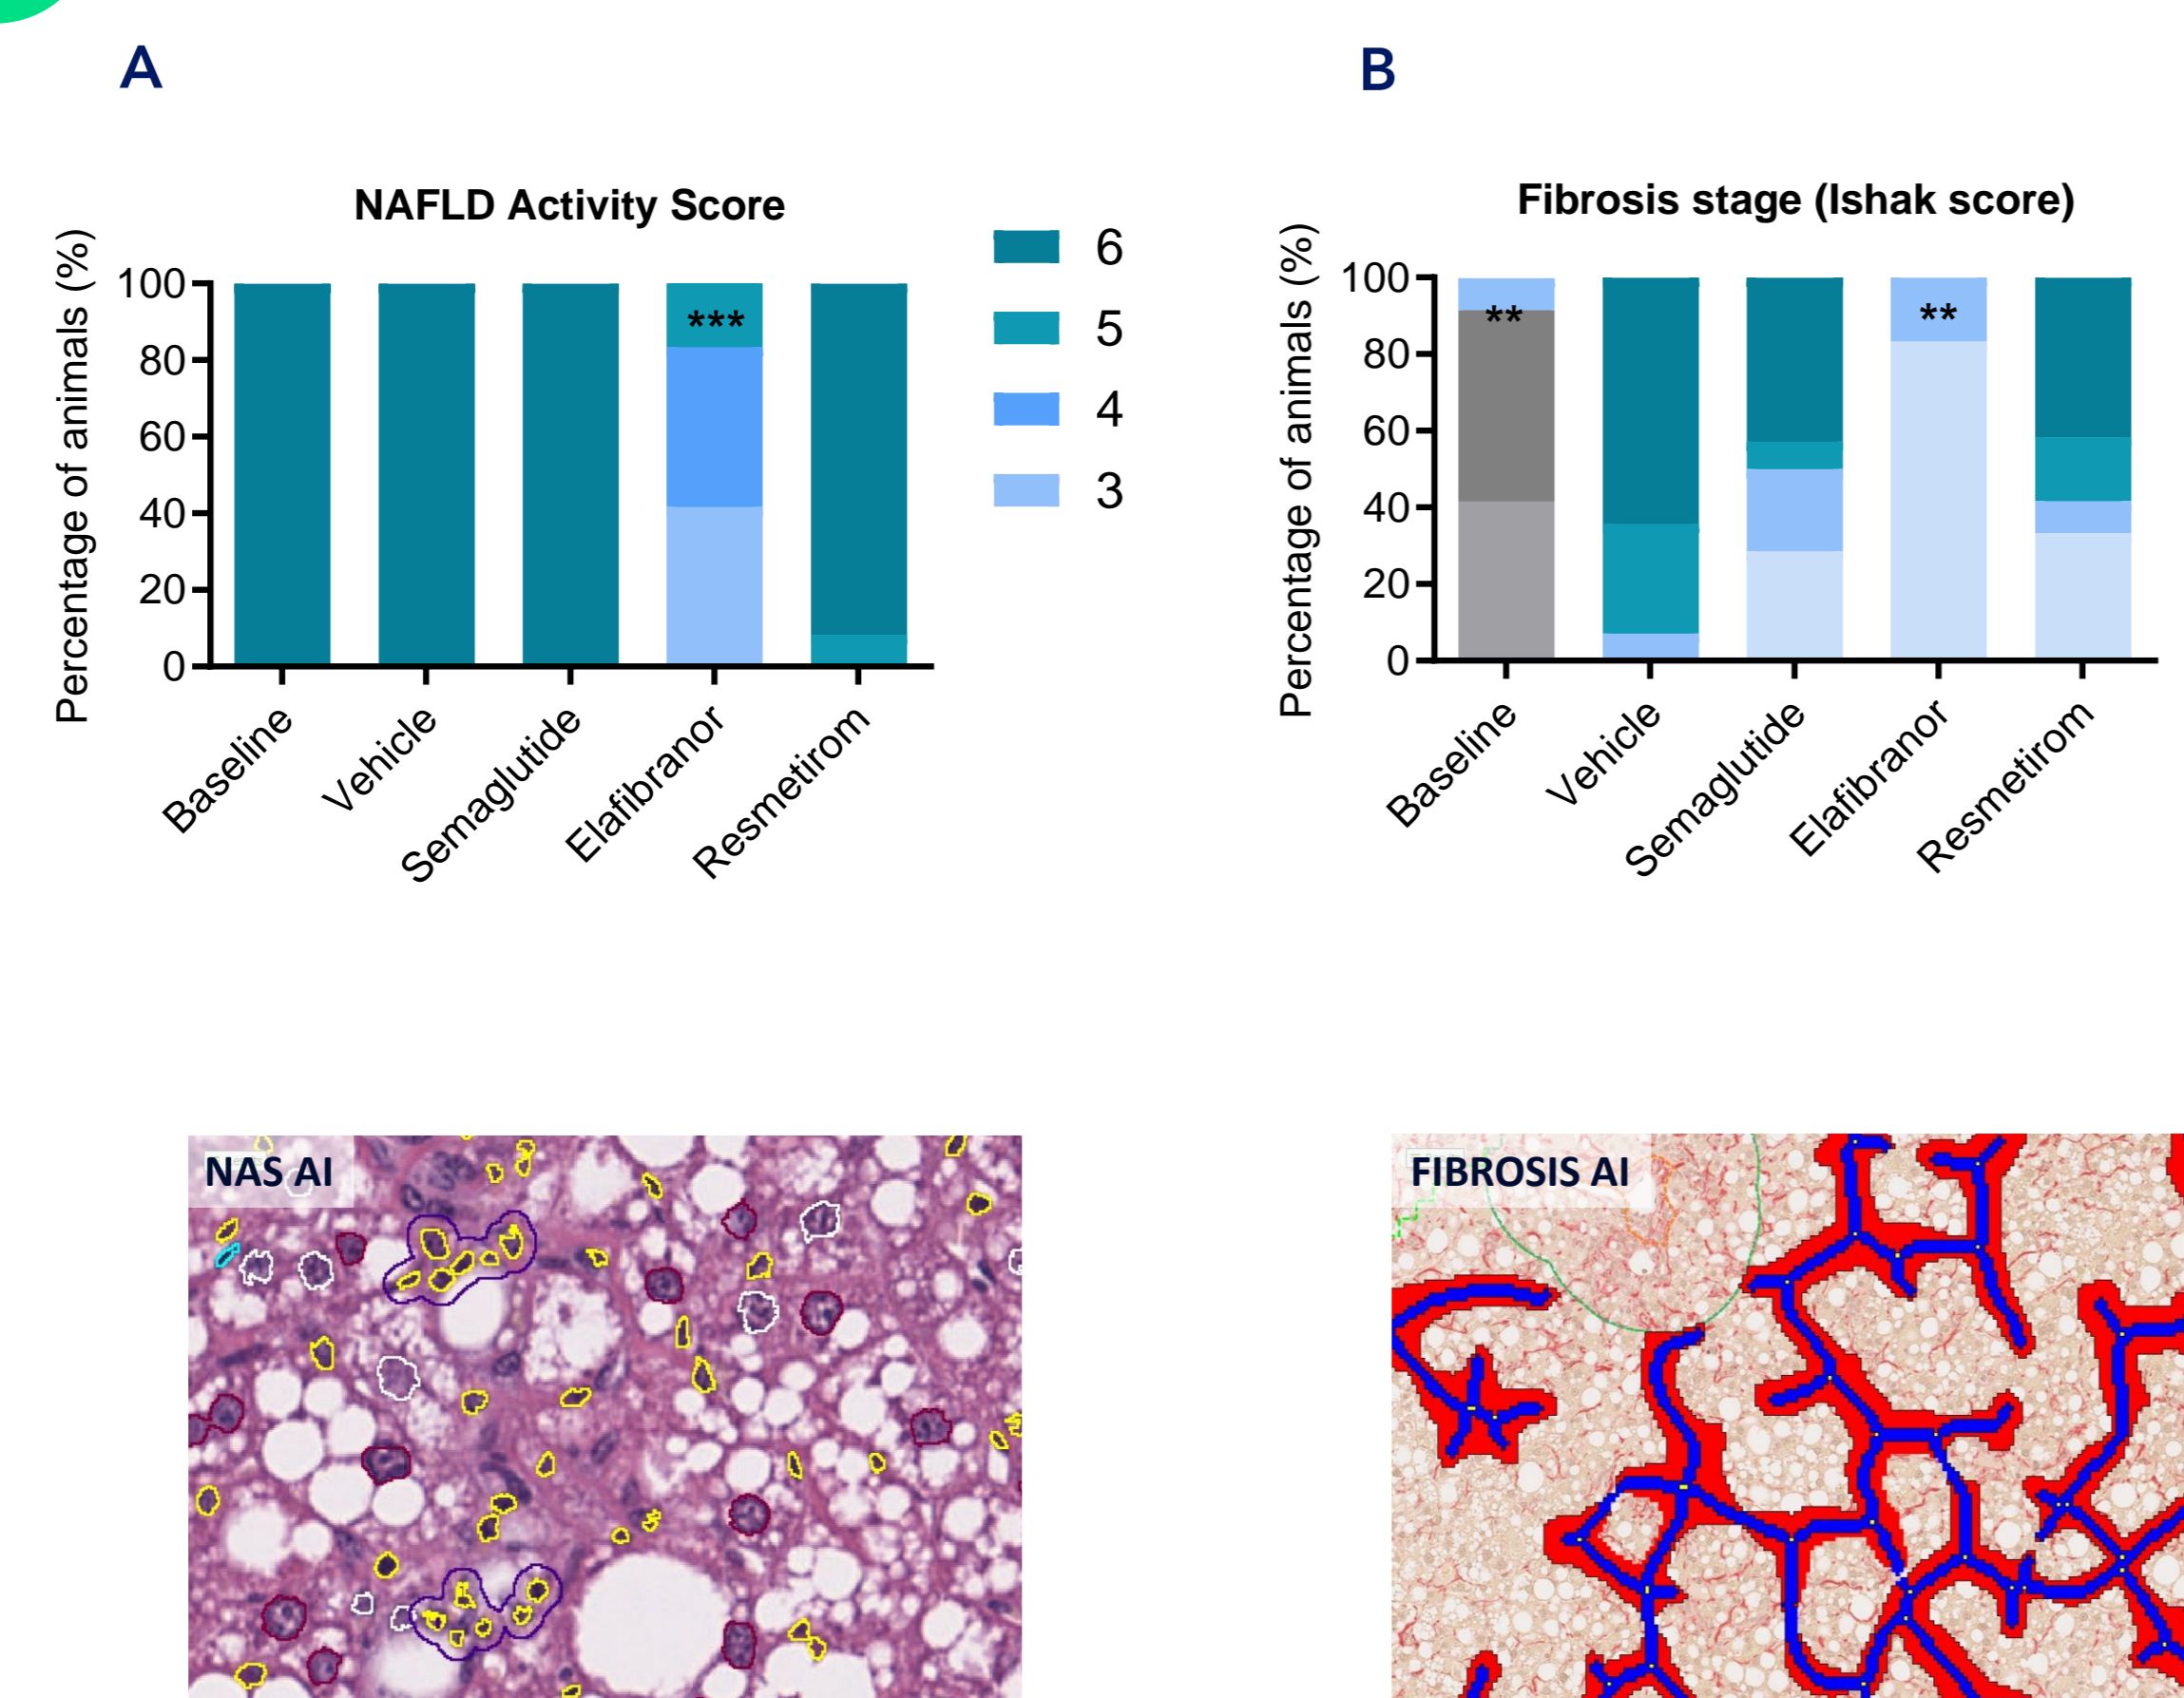 A
B
NAFLD Activity Score
Percentage of animals (%)
100
80
60
40
20
0
***
Baseline
Vehicle
Semaglutide
Elafibranor
Resmetirom
6
5
4
3
Fibrosis stage (Ishak score)
Percentage of animals (%)
100
80
60
40
20
0
**
**
Baseline
Vehicle
Semaglutide
Elafibranor
Resmetirom
NAS AI
FIBROSIS AI